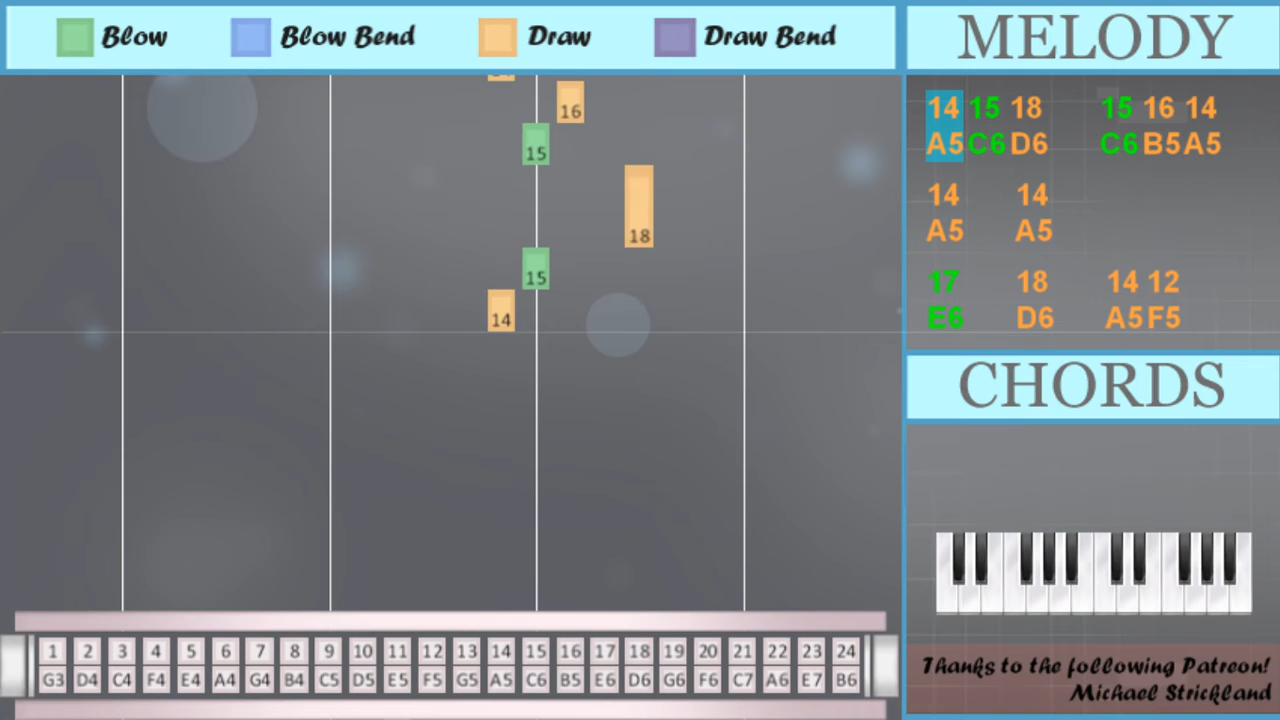 Blow Blow Bend Draw Draw Bend
MELODY
16
15
18
15
14
14 15 18 15 16 14
A5 C6 D6 C6 B5 A5
14 14
A5 A5
17 18 14 12
E6 D6 A5 F5
CHORDS
1 2 3 4 5 6 7 8 9 10 11 12 13 14 15 16 17 18 19 20 21 22 23 24
G3 D4 C4 F4 E4 A4 G4 B4 C5 D5 E5 F5 G5 A5 C6 B5 E6 D6 G6 F6 C7 A6 E7 B6
Thanks to the following Patreon!
Michael Strickland